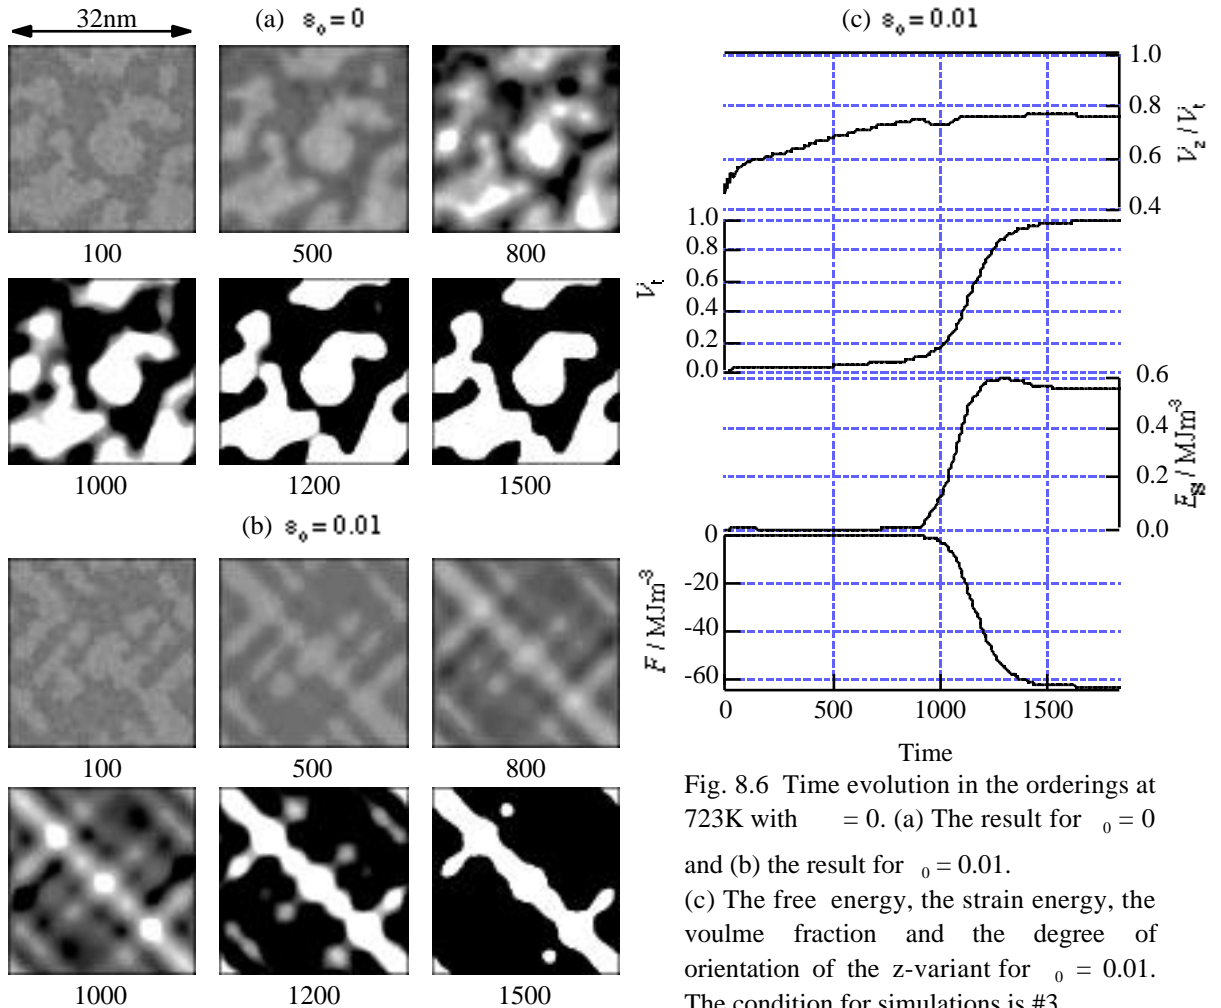 32nm
(a) ε₀ = 0
100
500
800
1000
1200
1500
(b) ε₀ = 0.01
100
500
800
1000
1200
1500
(c) ε₀ = 0.01
1.0
0.8
0.6
0.4
V_z / V_t
1.0
0.8
0.6
0.4
0.2
0.0
V_t
0.6
0.4
0.2
0.0
/ MJm⁻³
0
-20
-40
-60
F / MJm⁻³
0
500
1000
1500
Time
Fig. 8.6 Time evolution in the orderings at
723K with = 0. (a) The result for ₀ = 0
and (b) the result for ₀ = 0.01.
(c) The free energy, the strain energy, the
voulme fraction and the degree of
orientation of the z-variant for ₀ = 0.01.
The condition for simulations is #3.